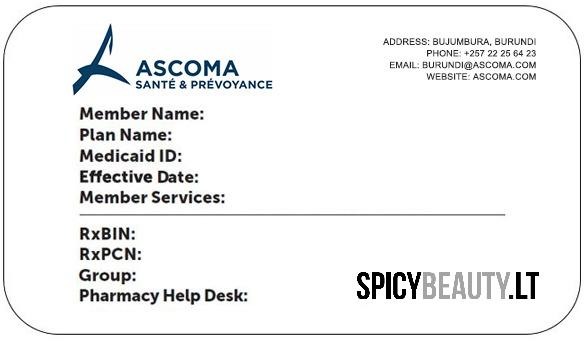 ASCOMA
SANTÉ & PRÉVOYANCE
ADDRESS: BUJUMBURA, BURUNDI
PHONE: +257 22 25 64 23
EMAIL: BURUNDI@ASCOMA.COM
WEBSITE: ASCOMA.COM
Member Name:
Plan Name:
Medicaid ID:
Effective Date:
Member Services:
RxBIN:
RxPCN:
Group:
Pharmacy Help Desk:
SPICYBEAUTY.LT